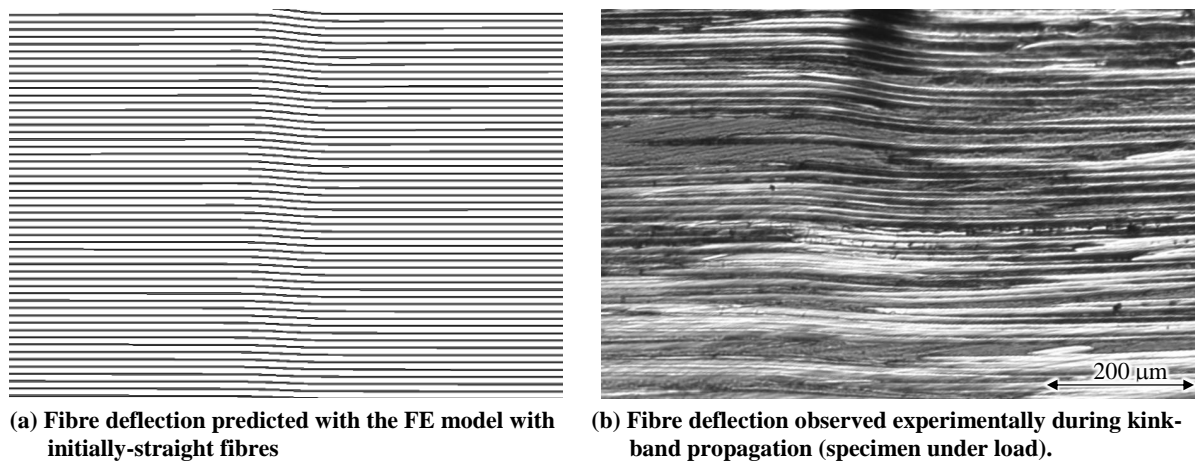 200 μm
(a) Fibre deflection predicted with the FE model with
initially-straight fibres
(b) Fibre deflection observed experimentally during kink-
band propagation (specimen under load).